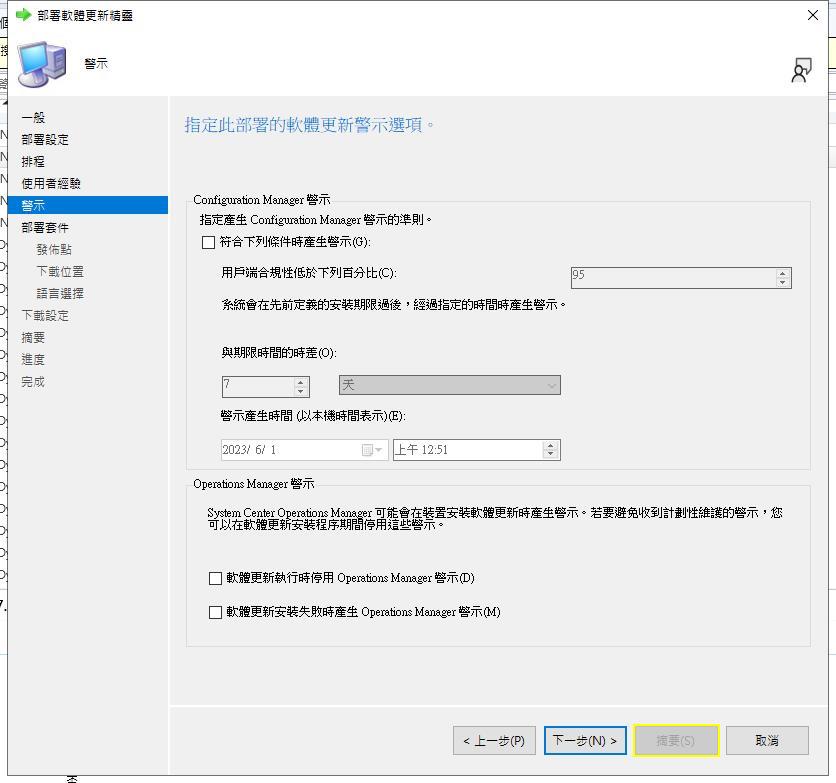 部署軟體更新精靈
警示
一般
部署設定
排程
使用者經驗
警示
部署套件
發佈點
下載位置
語言選擇
下載設定
摘要
進度
完成
指定此部署的軟體更新警示選項。
Configuration Manager 警示
指定產生 Configuration Manager 警示的準則。
符合下列條件時產生警示(G):
用戶端合規性低於下列百分比(C):
95
系統會在先前定義的安裝期限過後，經過指定的時間時產生警示。
與期限時間的時差(O):
7
天
警示產生時間 (以本機時間表示)(E):
2023/ 6/ 1
上午 12:51
Operations Manager 警示
System Center Operations Manager 可能會在裝置安裝軟體更新時產生警示。若要避免收到計劃性維護的警示，您
可以在軟體更新安裝程序期間停用這些警示。
軟體更新執行時停用 Operations Manager 警示(D)
軟體更新安裝失敗時產生 Operations Manager 警示(M)
< 上一步(P)
下一步(N) >
摘要(S)
取消